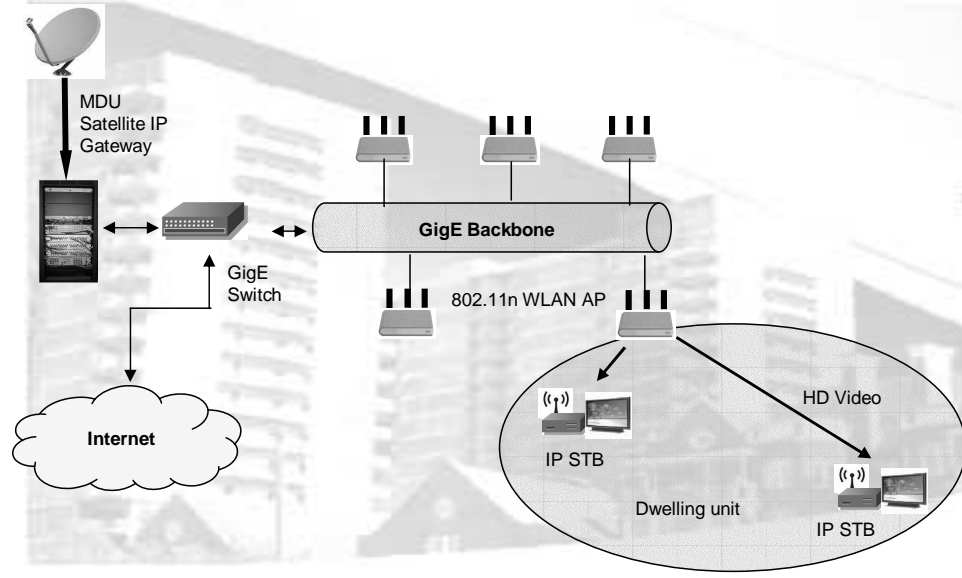 MDU
Satellite IP
Gateway
GigE Backbone
GigE
Switch
802.11n WLAN AP
Internet
HD Video
IP STB
Dwelling unit
IP STB